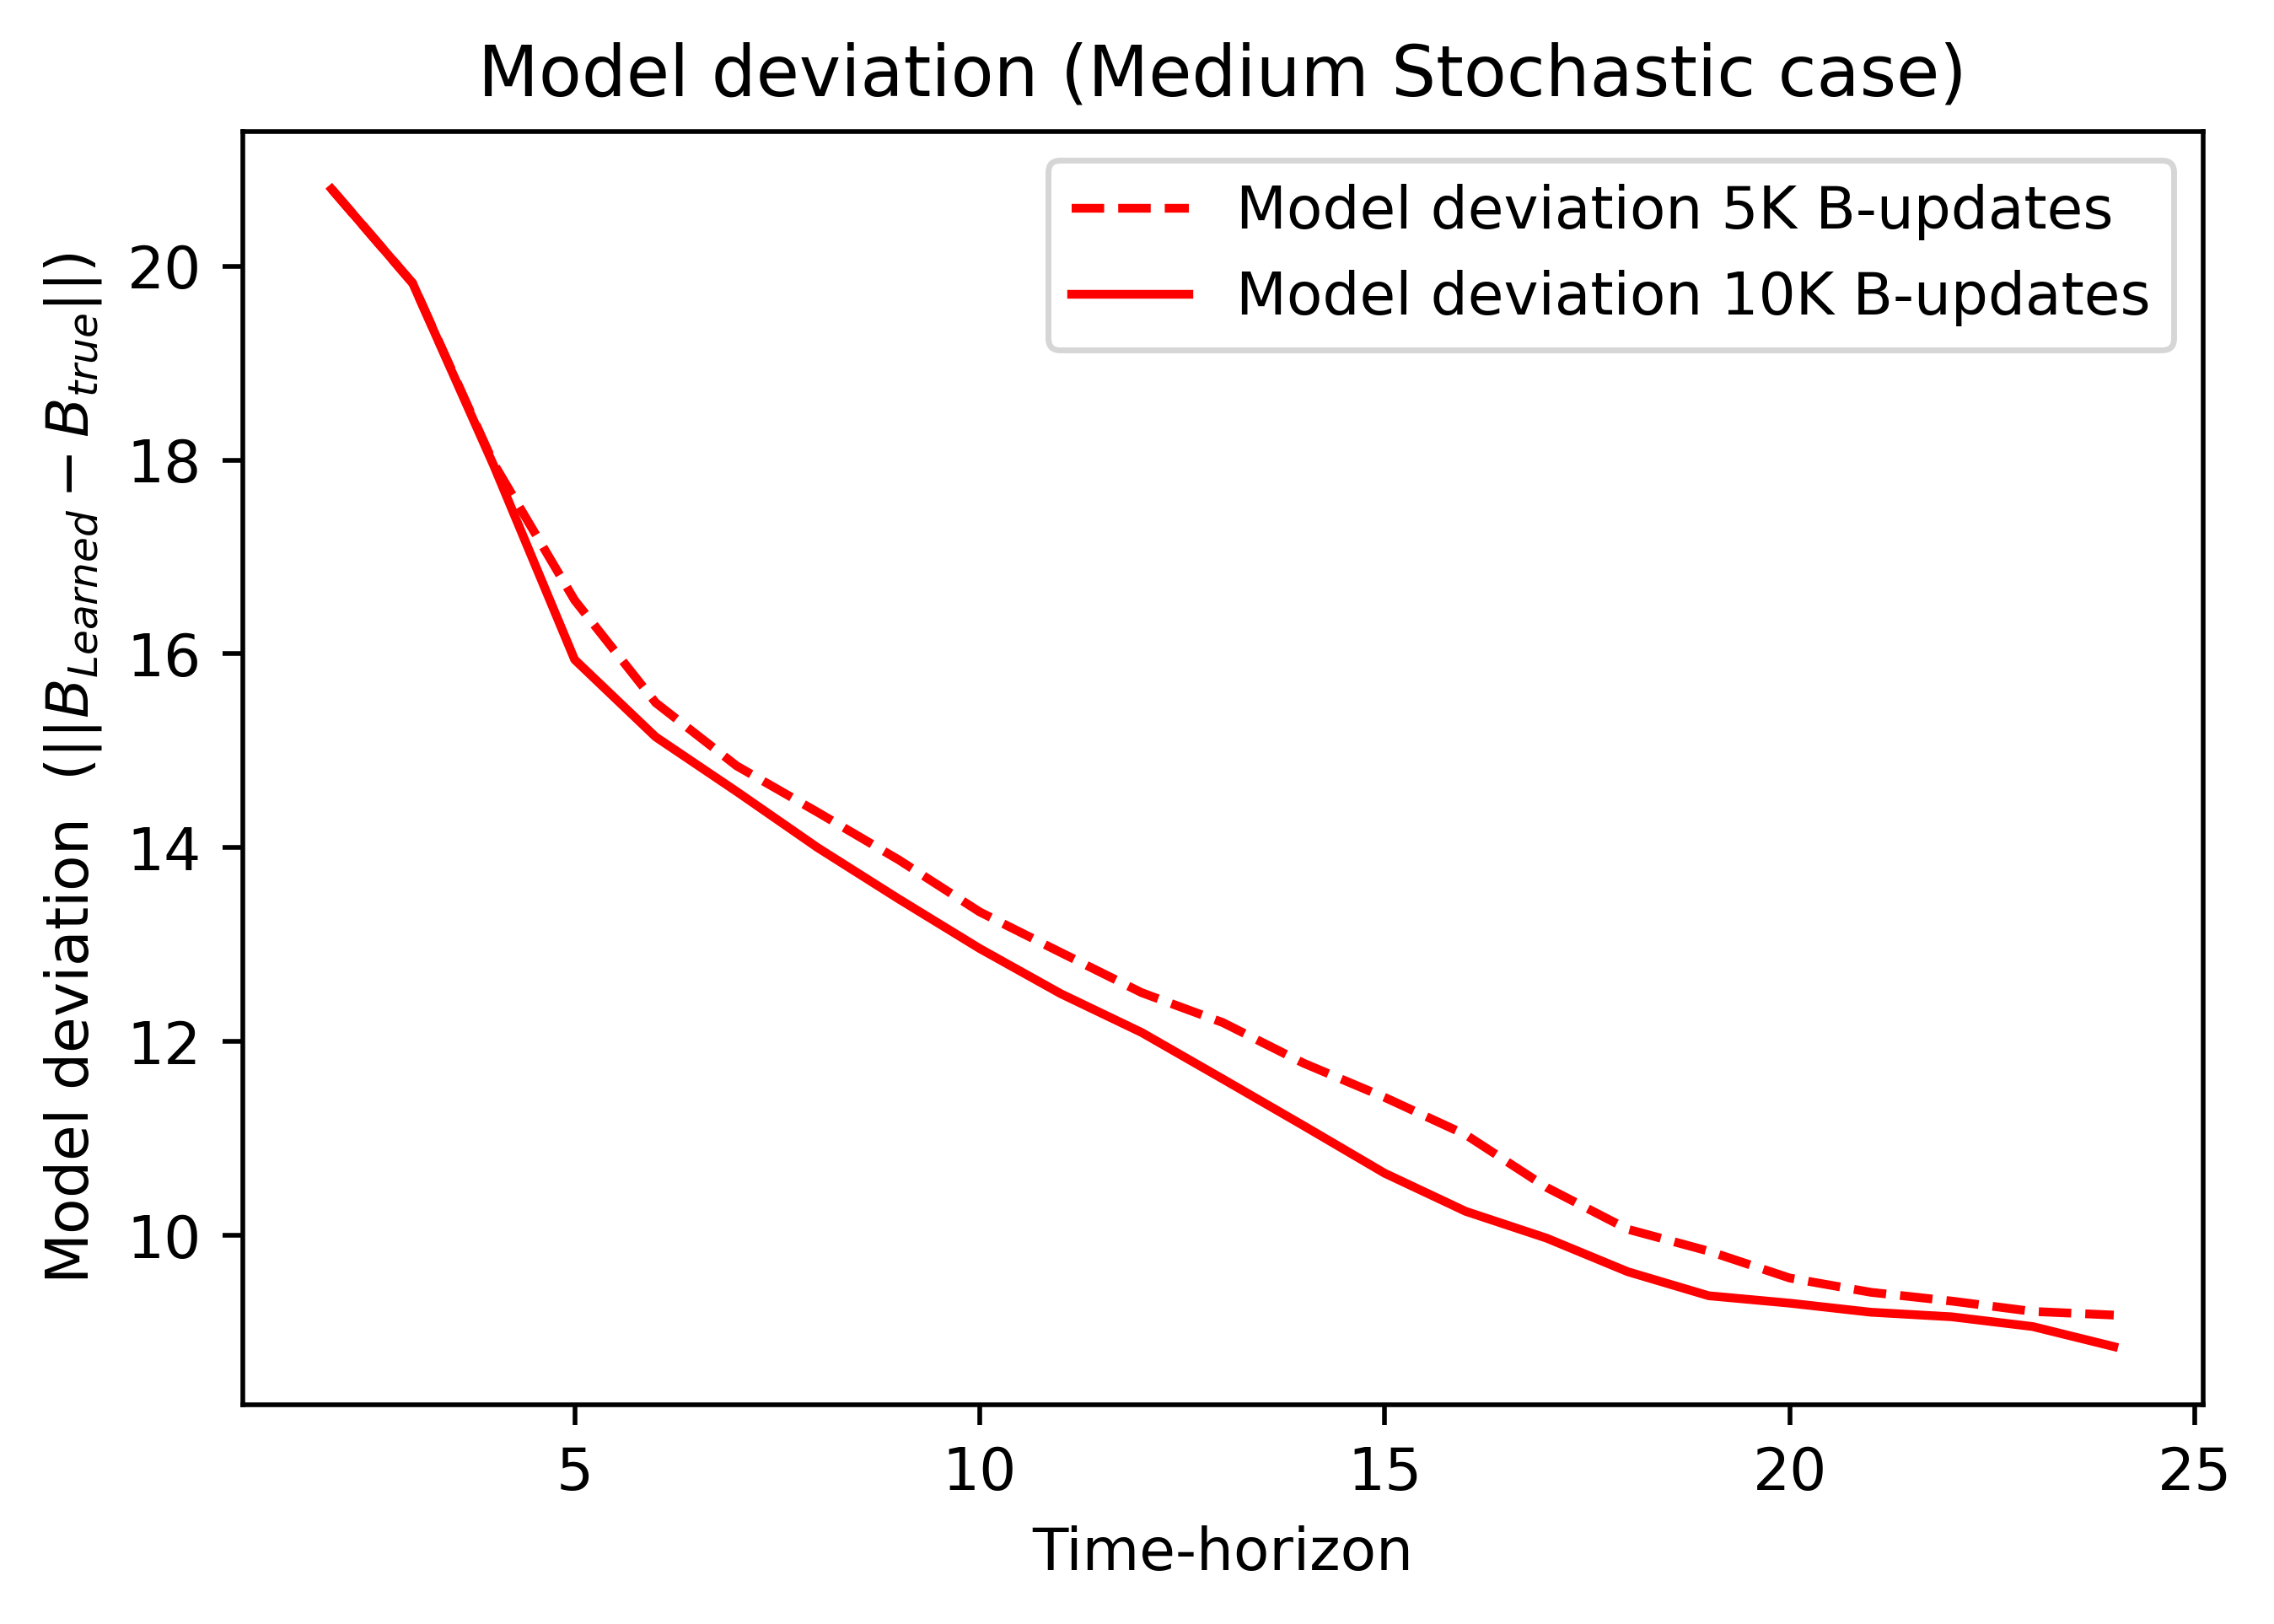 Model deviation (Medium Stochastic case)
Model deviation 5K B-updates
Model deviation 10K B-updates
Model deviation (||B_{Learned} − B_{true}||)
20
18
16
14
12
10
5 10 15 20 25
Time-horizon